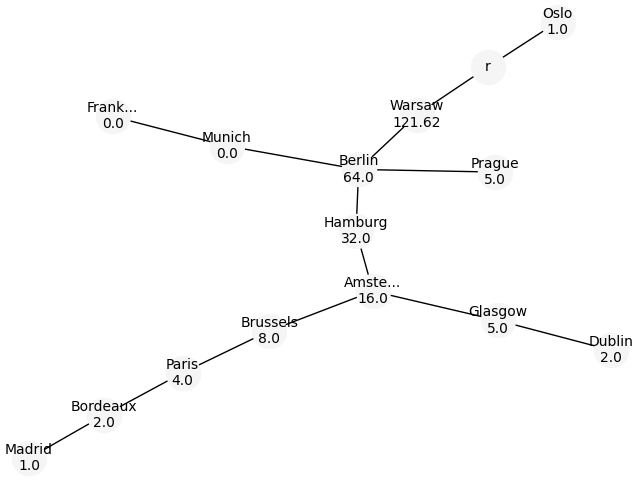 Oslo
1.0
r
Warsaw
121.62
Frank...
0.0
Munich
0.0
Berlin
64.0
Prague
5.0
Hamburg
32.0
Amste...
16.0
Glasgow
5.0
Brussels
8.0
Dublin
2.0
Paris
4.0
Bordeaux
2.0
Madrid
1.0